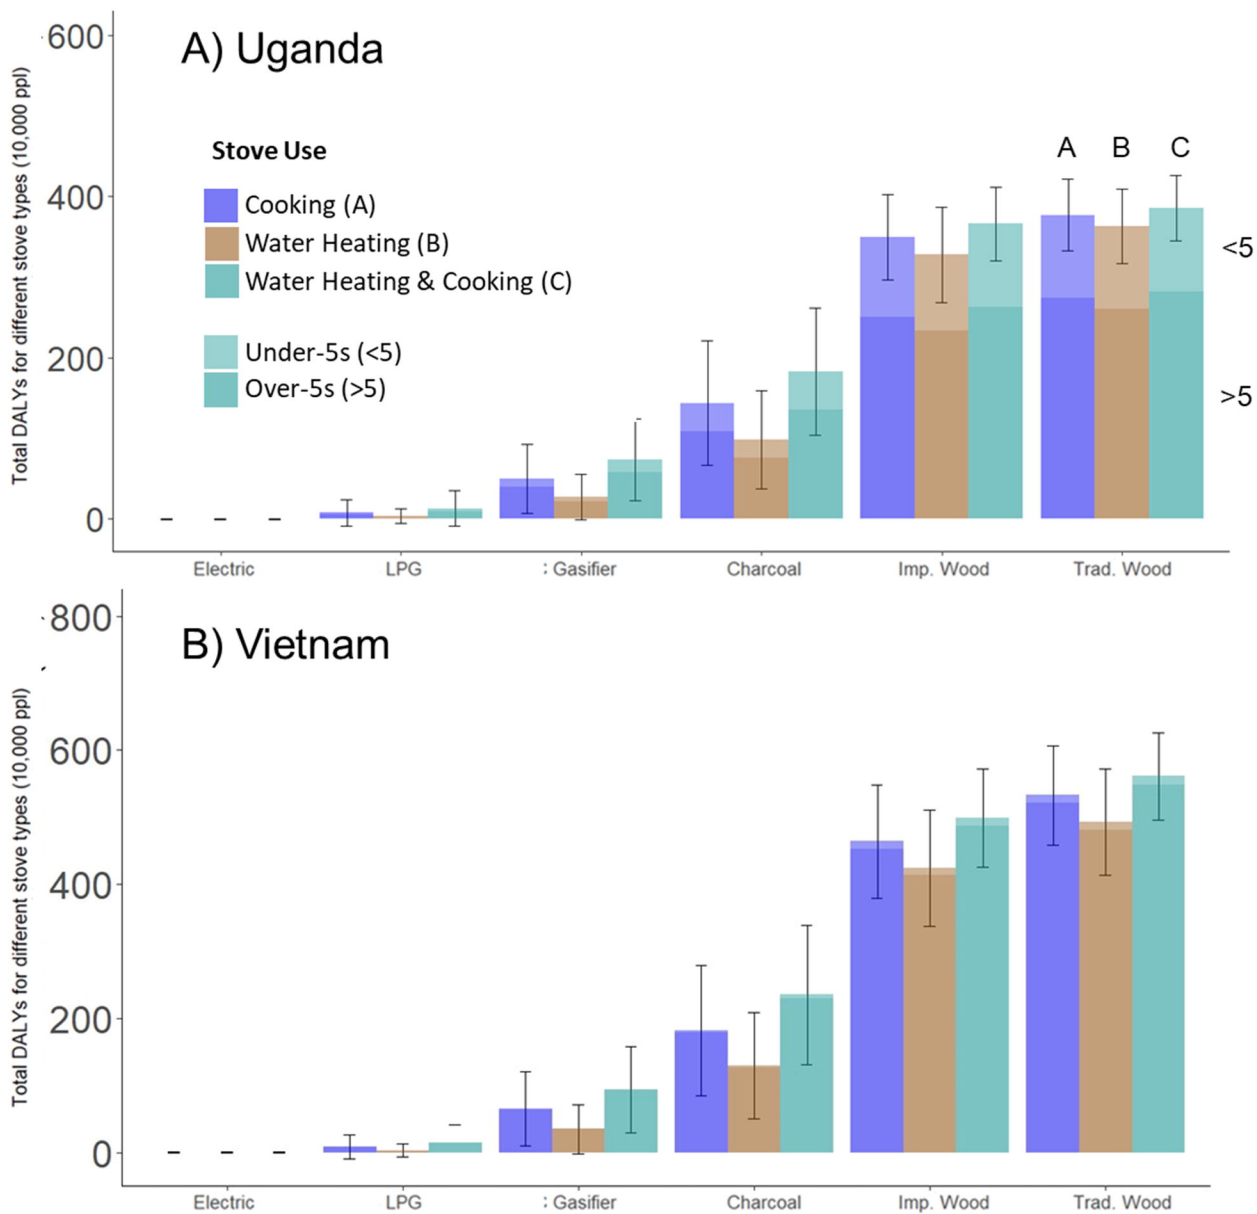 A) Uganda
Total DALYs for different stove types (10,000 ppl)
600
400
200
0
Stove Use
Cooking (A)
Water Heating (B)
Water Heating & Cooking (C)
Under-5s (<5)
Over-5s (>5)
A B C
<5
>5
Electric LPG : Gasifier Charcoal Imp. Wood Trad. Wood
B) Vietnam
Total DALYs for different stove types (10,000 ppl)
800
600
400
200
0
Electric LPG : Gasifier Charcoal Imp. Wood Trad. Wood